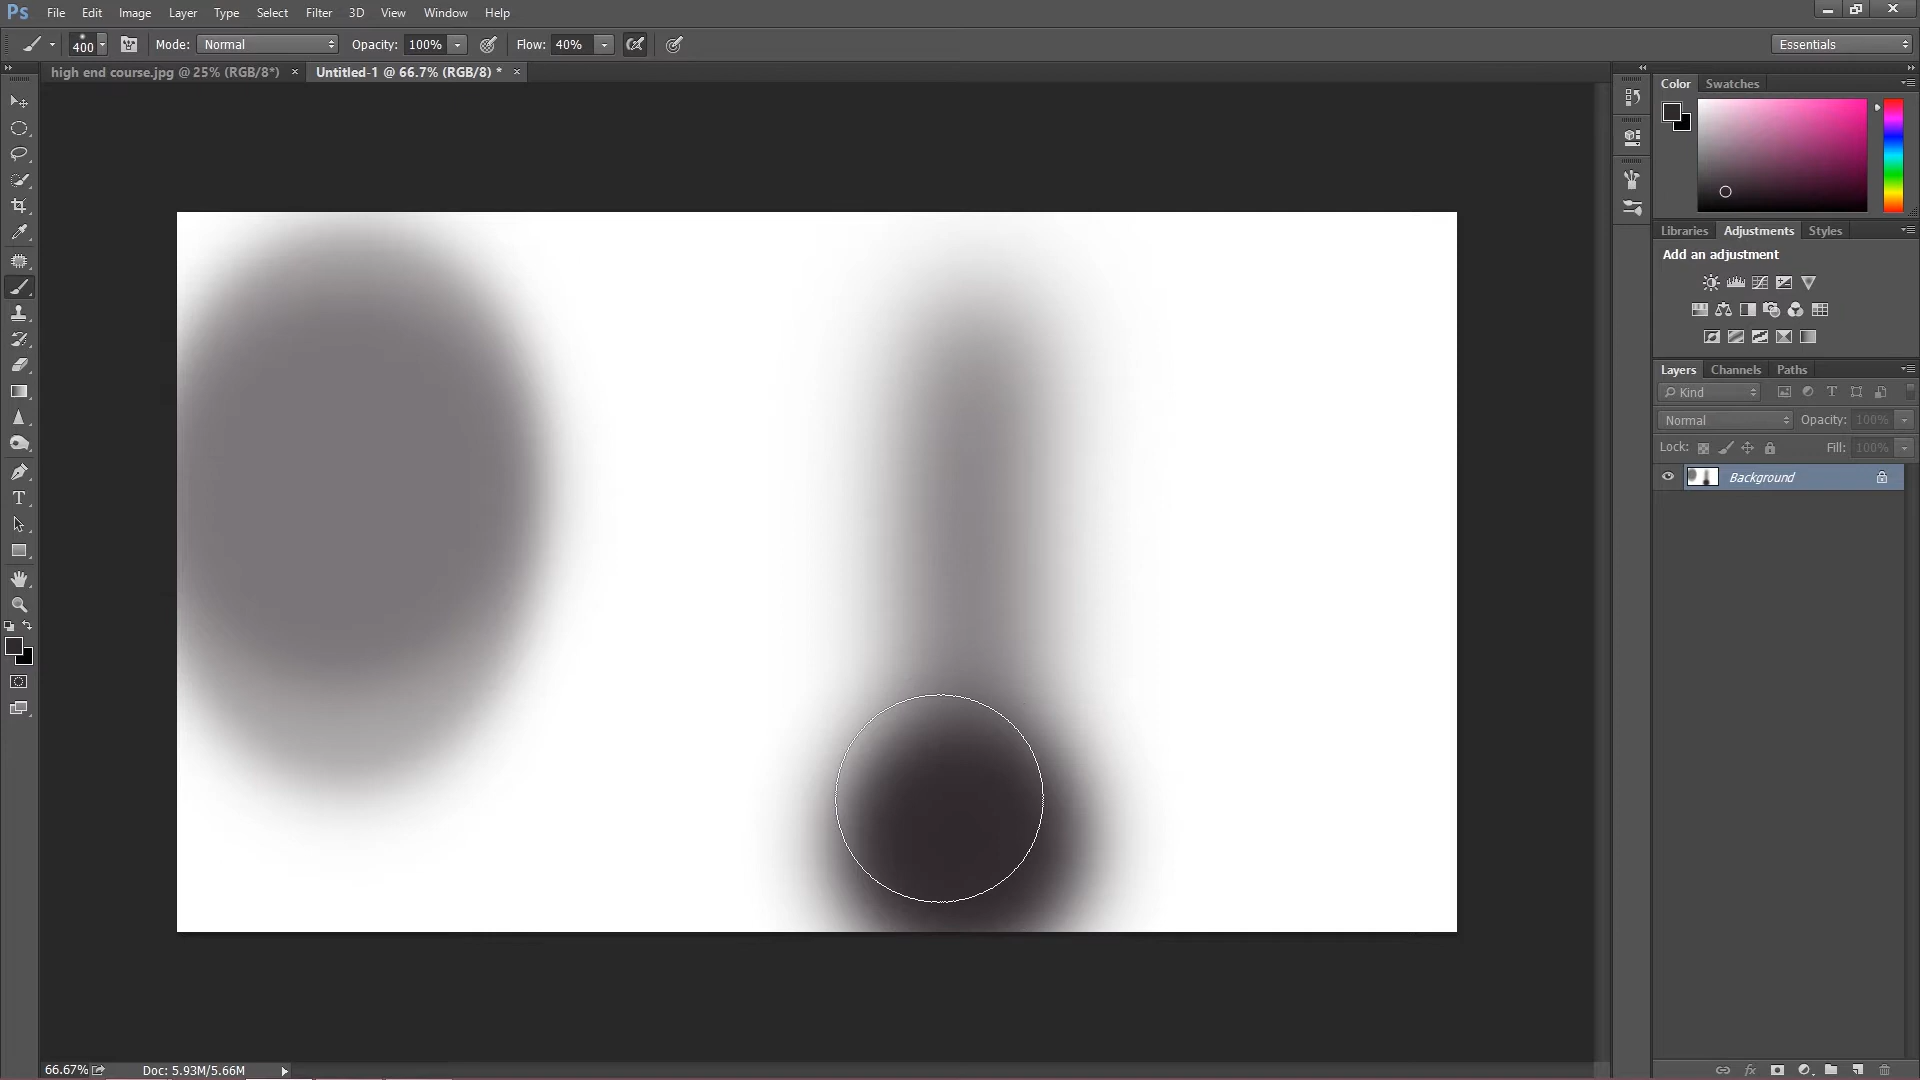 Ps File Edit Image Layer Type Select Filter 3D View Window Help
400 Mode: Normal Opacity: 100% Flow: 40% Essentials
high end course.jpg @ 25% (RGB/8*) × Untitled-1 @ 66.7% (RGB/8) * ×
Color Swatches
Libraries Adjustments Styles
Add an adjustment
Layers Channels Paths
Kind
Normal Opacity: 100%
Lock: Fill: 100%
Background
66.67% Doc: 5.93M/5.66M